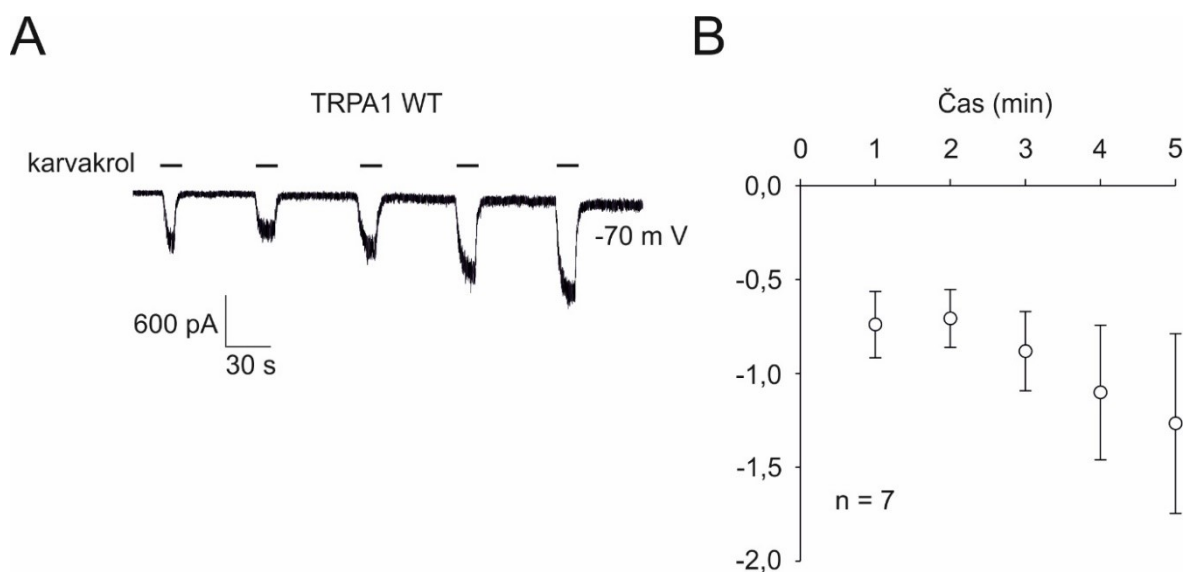 A
TRPA1 WT
karvakrol
-70 m V
600 pA
30 s
B
Čas (min)
0 1 2 3 4 5
0,0
-0,5
-1,0
-1,5
-2,0
n = 7